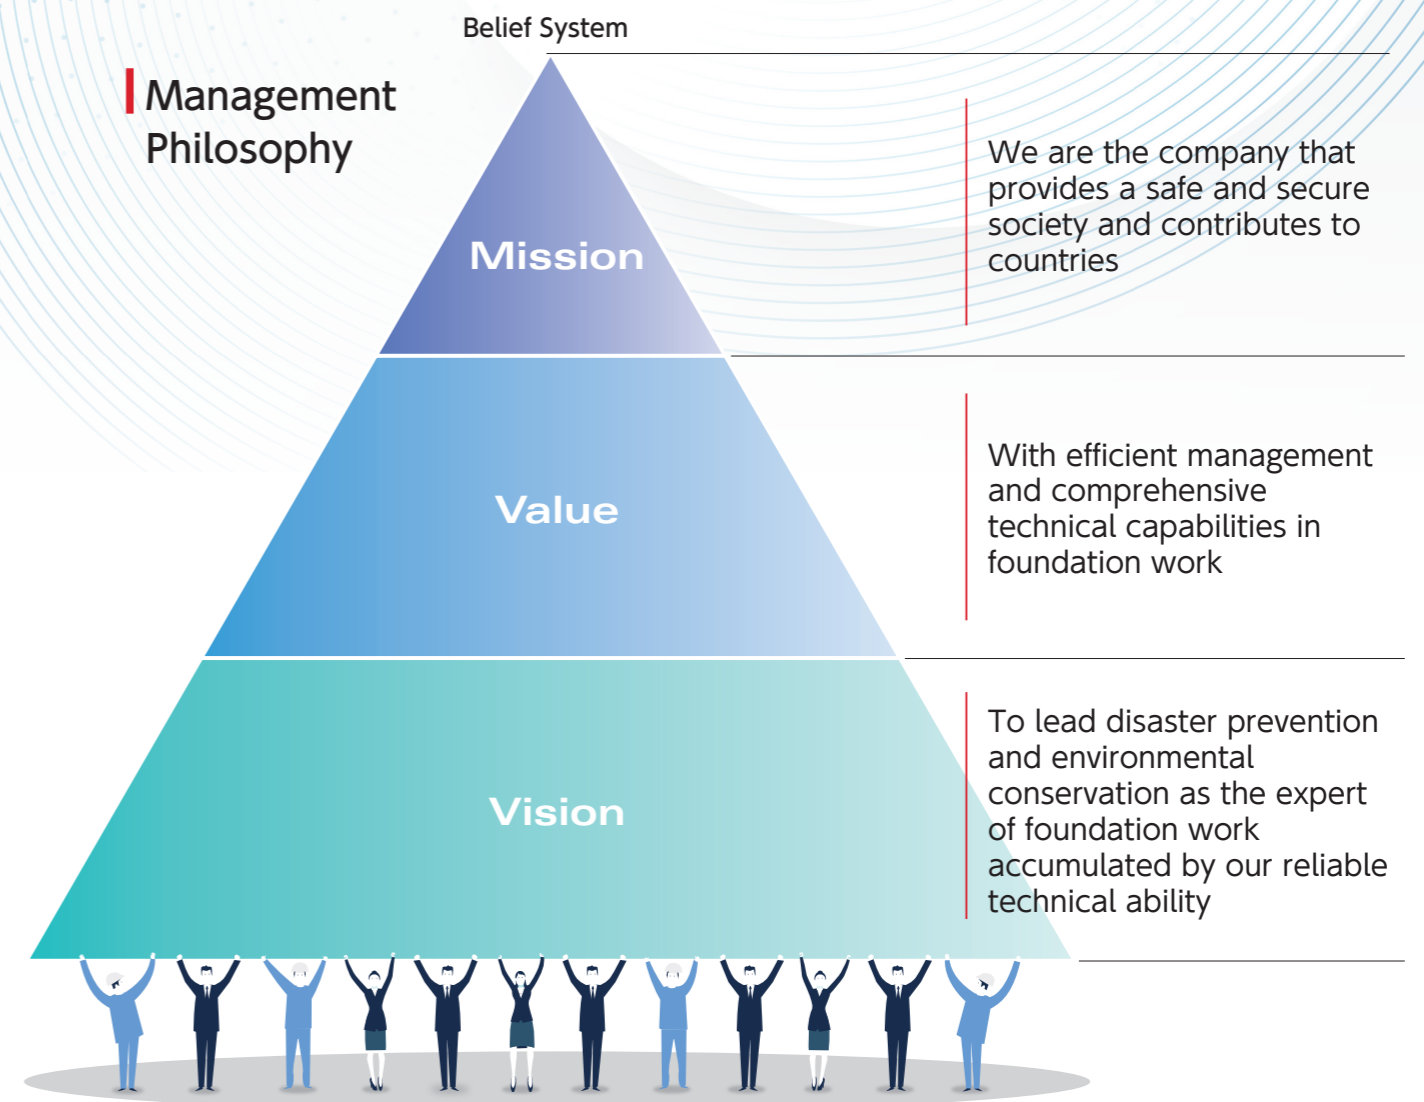 Belief System
Management
Philosophy
Mission
We are the company that
provides a safe and secure
society and contributes to
countries
Value
With efficient management
and comprehensive
technical capabilities in
foundation work
Vision
To lead disaster prevention
and environmental
conservation as the expert
of foundation work
accumulated by our reliable
technical ability